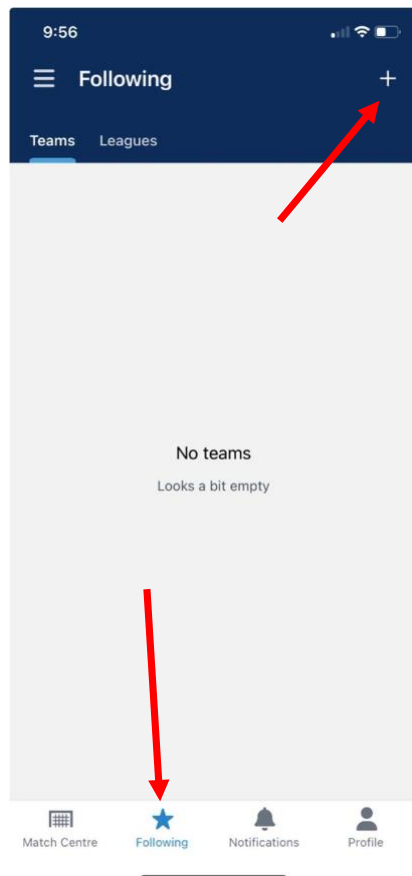 9:56
Following
Teams Leagues
No teams
Looks a bit empty
Match Centre Following Notifications Profile